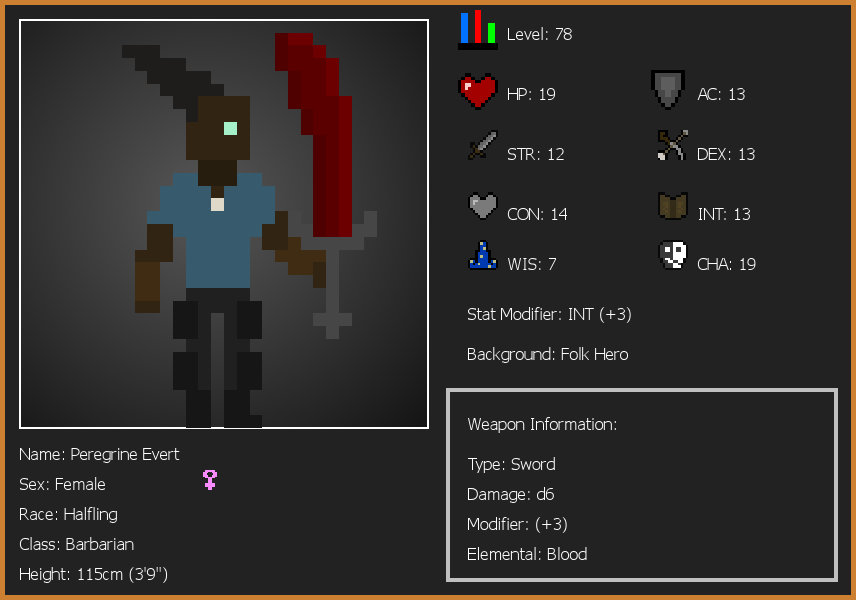 Level: 78
HP: 19
AC: 13
STR: 12
DEX: 13
CON: 14
INT: 13
WIS: 7
CHA: 19
Stat Modifier: INT (+3)
Background: Folk Hero
Weapon Information:
Type: Sword
Damage: d6
Modifier: (+3)
Elemental: Blood
Name: Peregrine Evert
Sex: Female
Race: Halfling
Class: Barbarian
Height: 115cm (3'9")